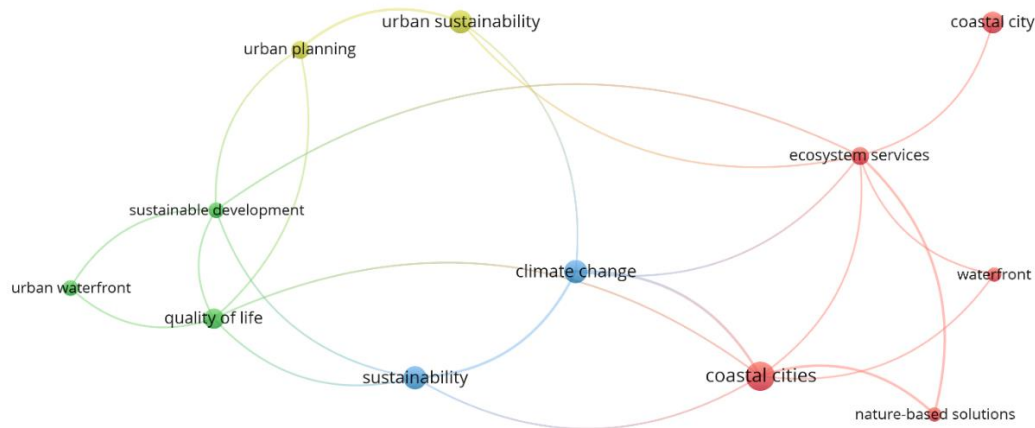 urban sustainability
coastal city
urban planning
ecosystem services
sustainable development
climate change
waterfront
urban waterfront
quality of life
sustainability
coastal cities
nature-based solutions